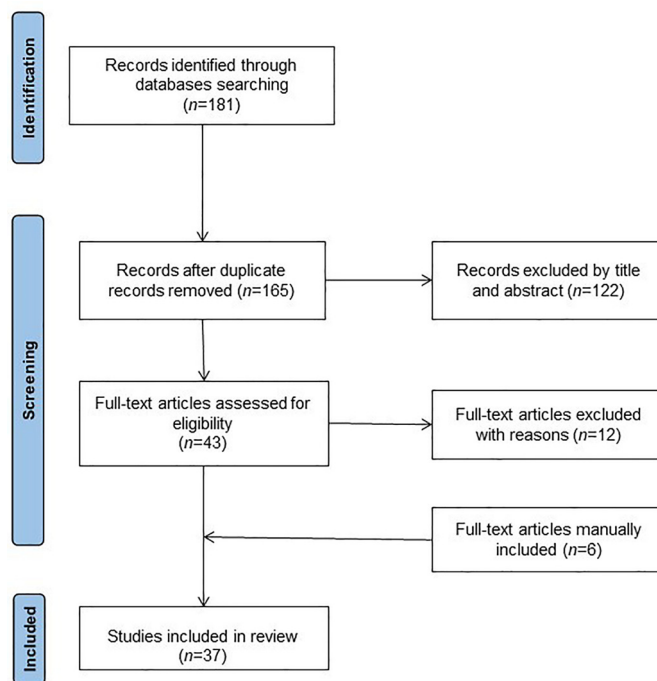 Identification
Records identified through
databases searching
(n=181)
Screening
Records after duplicate
records removed (n=165)
Records excluded by title
and abstract (n=122)
Full-text articles assessed for
eligibility
(n=43)
Full-text articles excluded
with reasons (n=12)
Full-text articles manually
included (n=6)
Included
Studies included in review
(n=37)